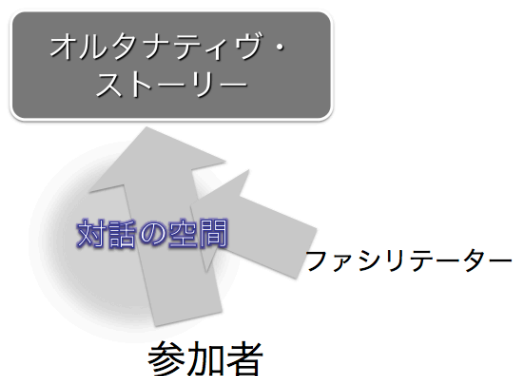 オルタナティヴ・
ストーリー
対話の空間
ファシリテーター
参加者